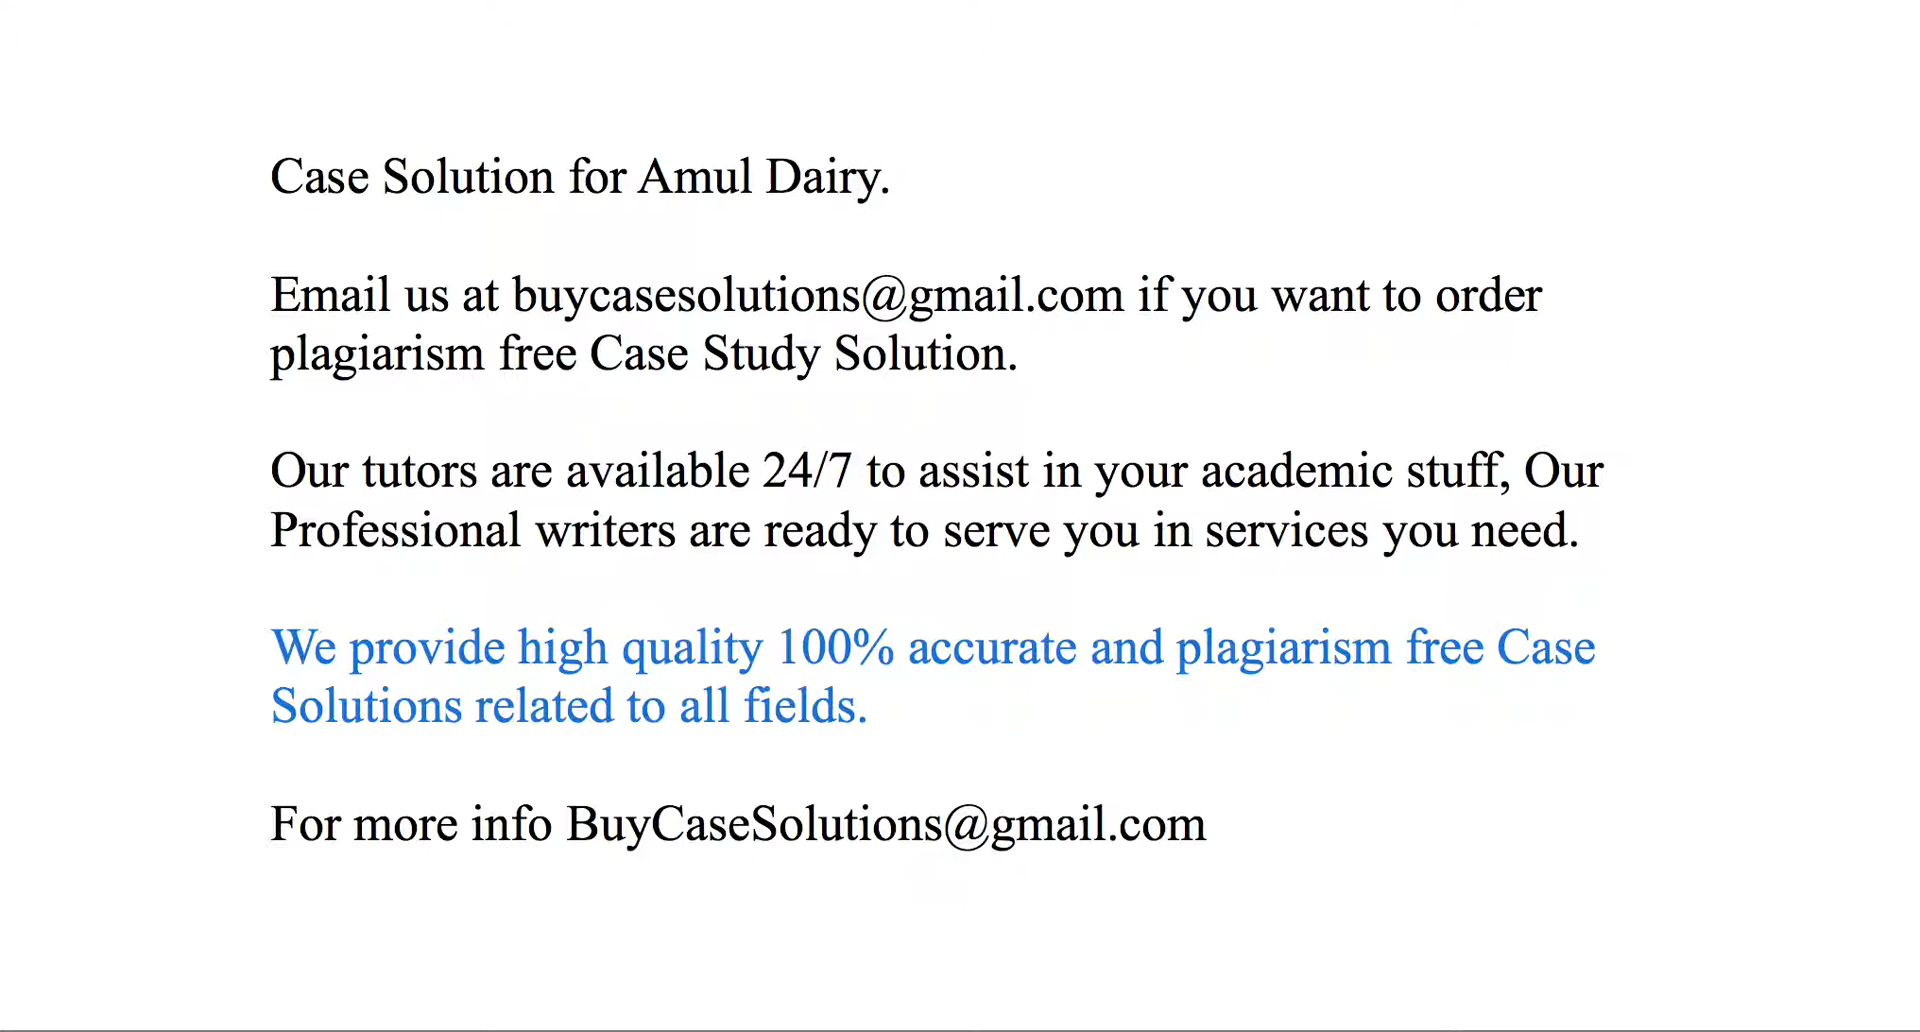 Case Solution for Amul Dairy.
Email us at buycasesolutions@gmail.com if you want to order
plagiarism free Case Study Solution.
Our tutors are available 24/7 to assist in your academic stuff, Our
Professional writers are ready to serve you in services you need.
We provide high quality 100% accurate and plagiarism free Case
Solutions related to all fields.
For more info BuyCaseSolutions@gmail.com